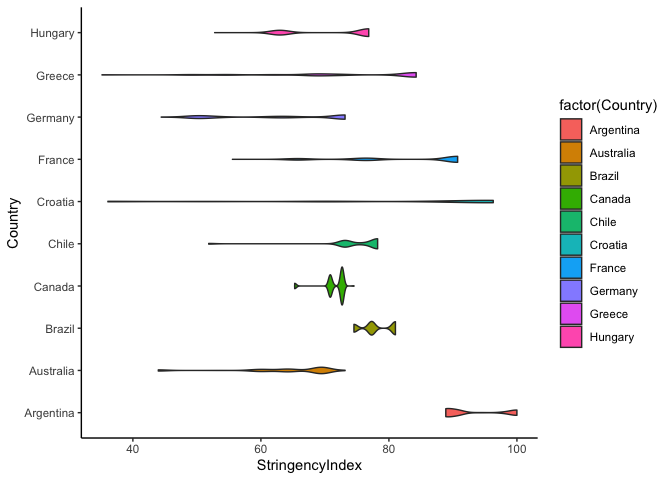 Hungary
Greece
Germany
France
Croatia
Chile
Canada
Brazil
Australia
Argentina
Country
40 60 80 100
StringencyIndex
factor(Country)
Argentina
Australia
Brazil
Canada
Chile
Croatia
France
Germany
Greece
Hungary